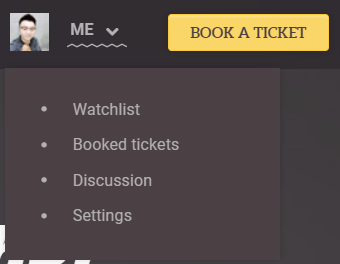 ME
BOOK A TICKET
Watchlist
Booked tickets
Discussion
Settings